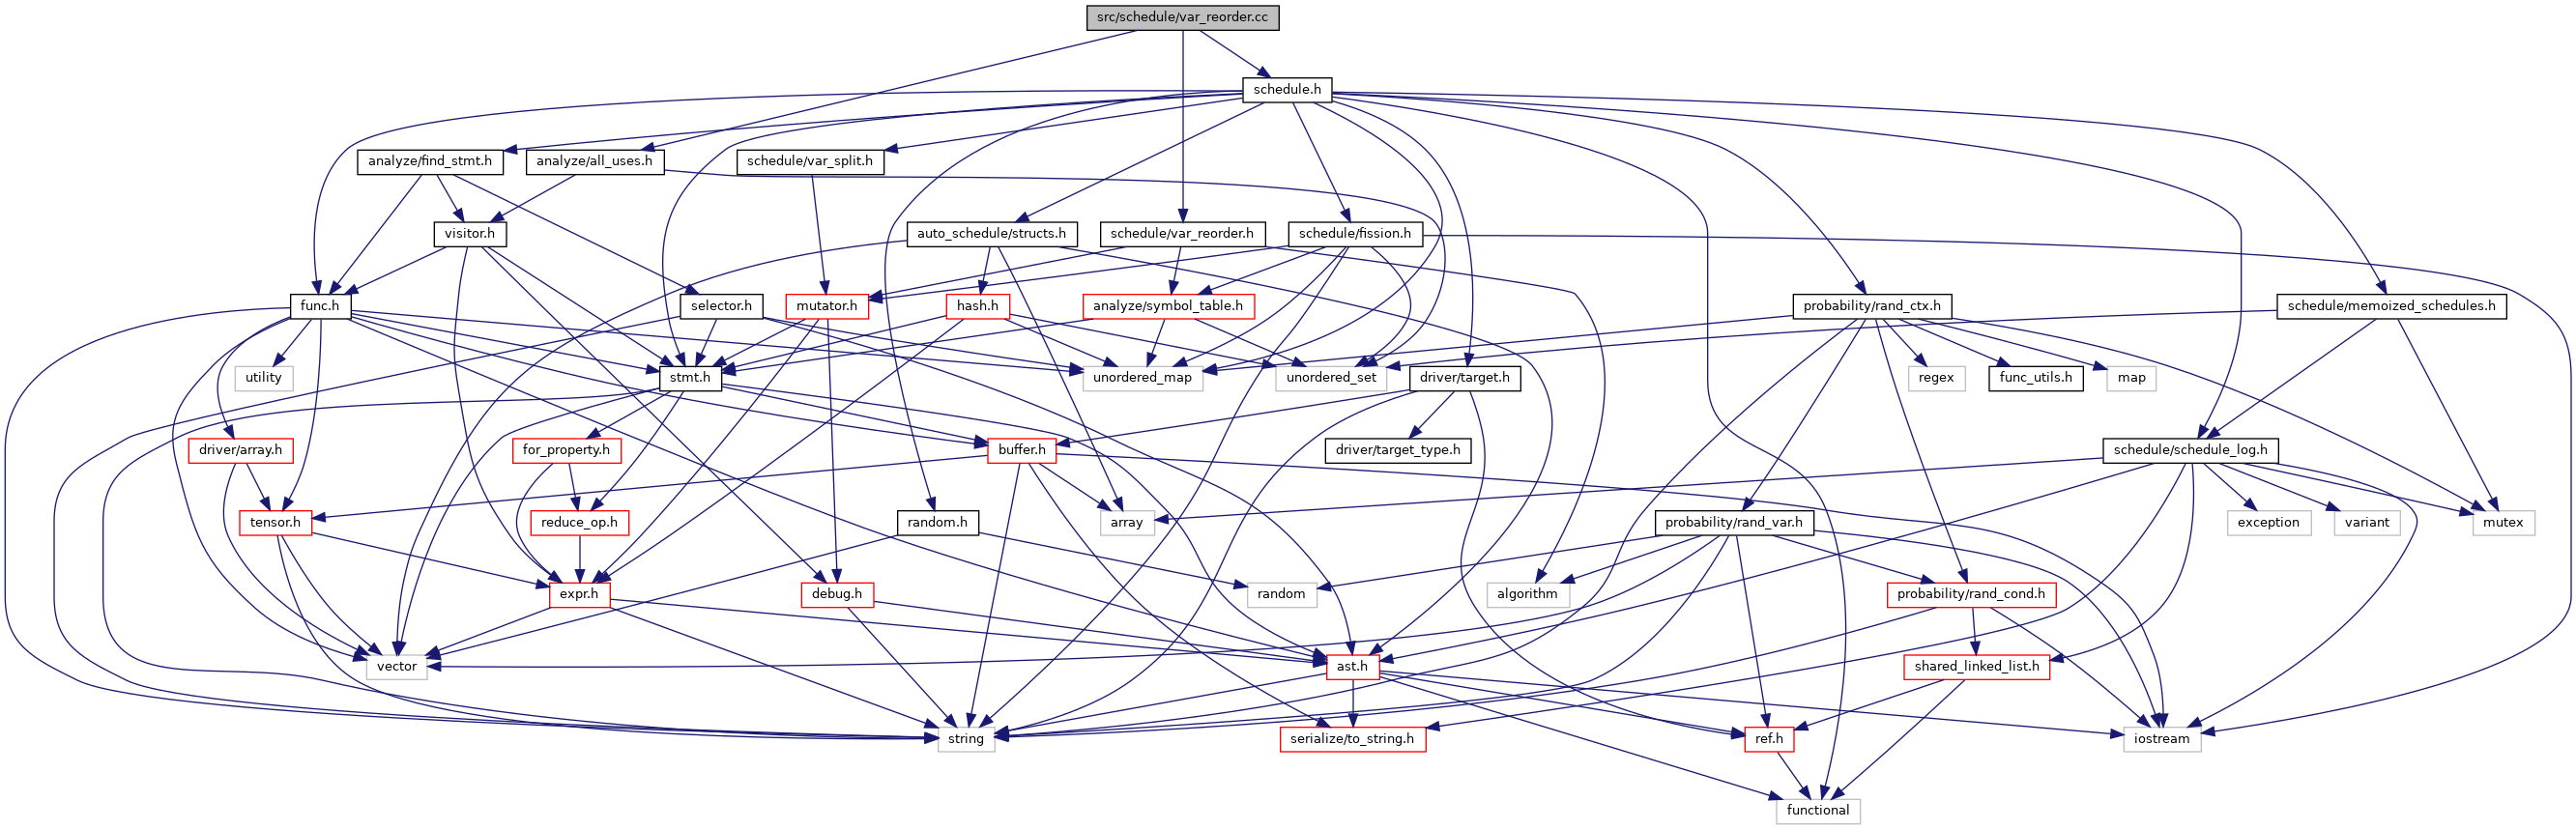 src/schedule/var_reorder.cc
schedule.h
analyze/find_stmt.h
analyze/all_uses.h
schedule/var_split.h
visitor.h
auto_schedule/structs.h
schedule/var_reorder.h
schedule/fission.h
func.h
selector.h
mutator.h
hash.h
analyze/symbol_table.h
probability/rand_ctx.h
schedule/memoized_schedules.h
utility
stmt.h
unordered_map
unordered_set
driver/target.h
regex
func_utils.h
map
driver/array.h
for_property.h
buffer.h
driver/target_type.h
schedule/schedule_log.h
tensor.h
reduce_op.h
random.h
array
probability/rand_var.h
exception
variant
mutex
expr.h
debug.h
random
algorithm
probability/rand_cond.h
vector
ast.h
shared_linked_list.h
string
serialize/to_string.h
ref.h
iostream
functional